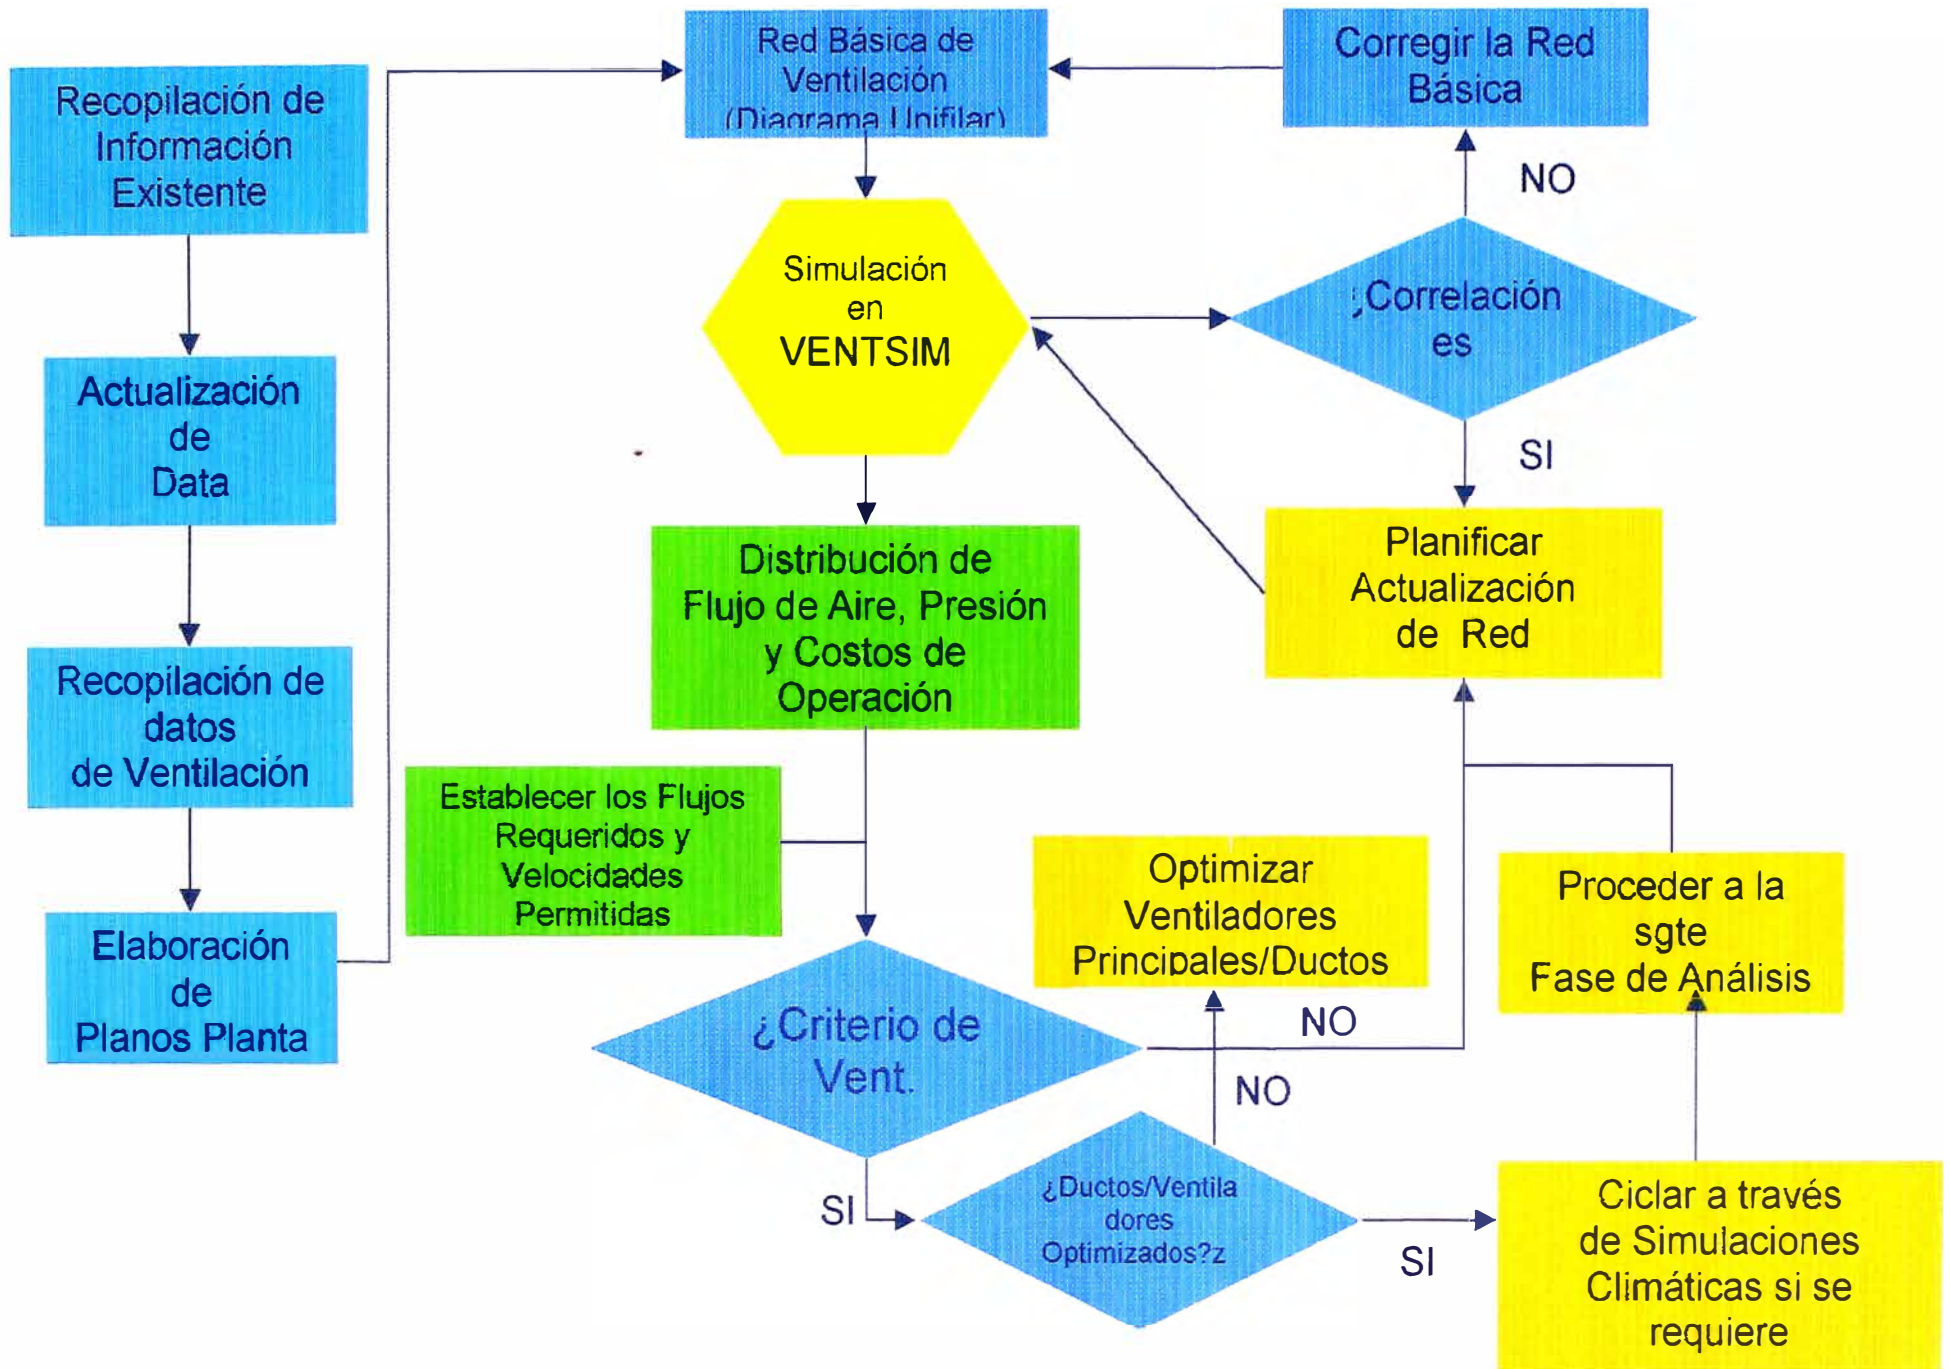 Recopilación de
Información
Existente
Actualización
de
Data
Recopilación de
datos
de Ventilación
Elaboración
de
Planos Planta
Red Básica de
Ventilación
(Diagrama Unifilar)
Corregir la Red
Básica
NO
Simulación
en
VENTSIM
¿Correlación
es
SI
Planificar
Actualización
de Red
Distribución de
Flujo de Aire, Presión
y Costos de
Operación
Establecer los Flujos
Requeridos y
Velocidades
Permitidas
Optimizar
Ventiladores
Principales/Ductos
Proceder a la
sgte
Fase de Análisis
¿Criterio de
Vent.
NO
NO
SI
¿Ductos/Ventila
dores
Optimizados?z
SI
Ciclar a través
de Simulaciones
Climáticas si se
requiere